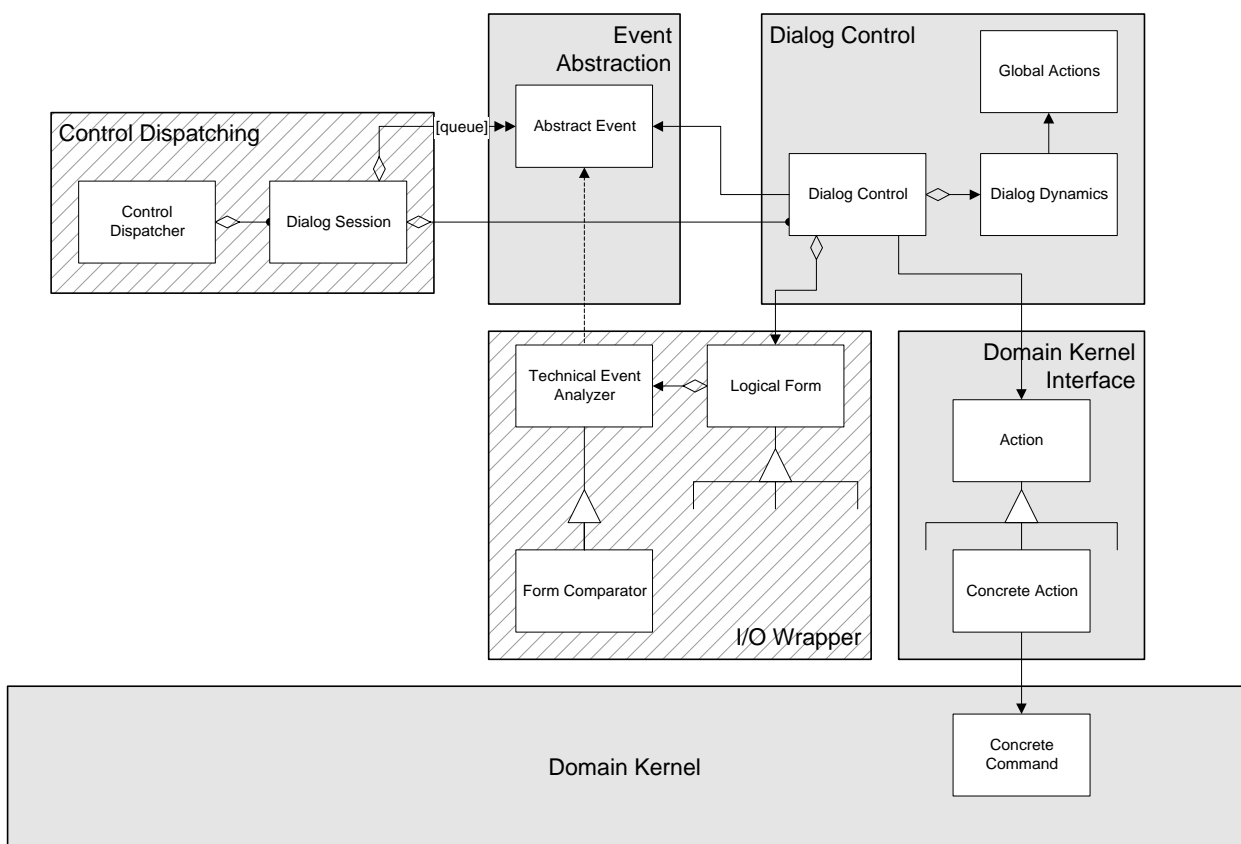 Event
Abstraction
Dialog Control
Global Actions
Control Dispatching
[queue]
Abstract Event
Control
Dispatcher
Dialog Session
Dialog Control
Dialog Dynamics
Technical Event
Analyzer
Logical Form
Domain Kernel
Interface
Action
Form Comparator
Concrete Action
I/O Wrapper
Domain Kernel
Concrete
Command